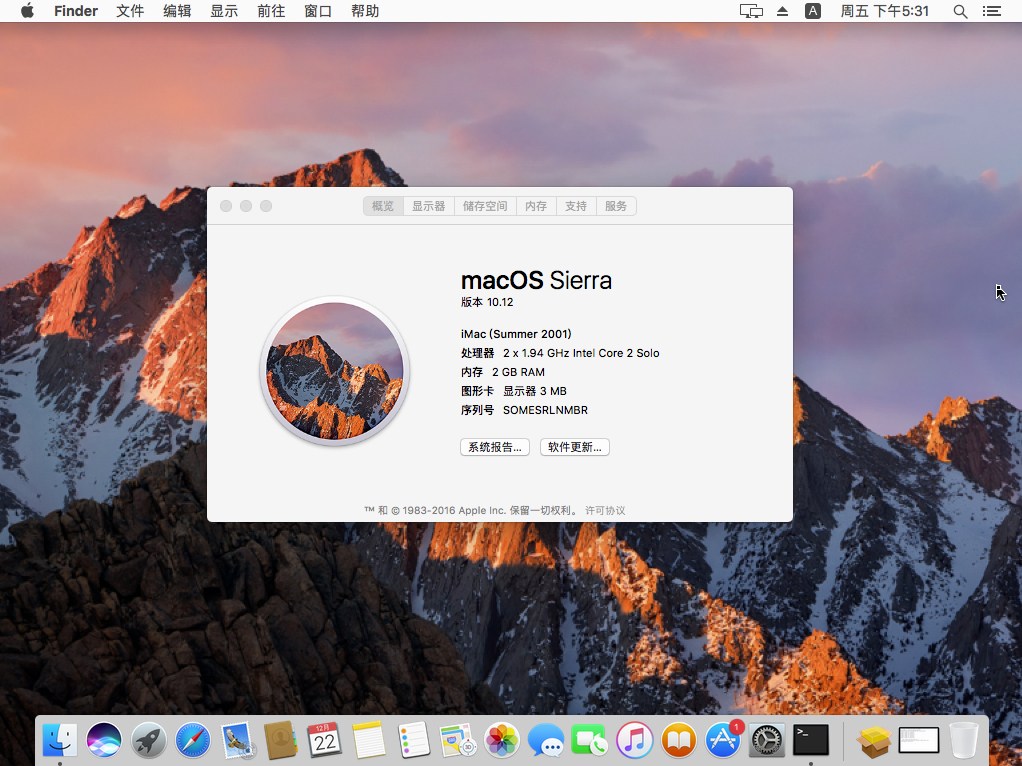 Finder 文件 编辑 显示 前往 窗口 帮助 A 周五 下午5:31
概览 显示器 储存空间 内存 支持 服务
macOS Sierra
版本 10.12
iMac (Summer 2001)
处理器 2 x 1.94 GHz Intel Core 2 Solo
内存 2 GB RAM
图形卡 显示器 3 MB
序列号 SOMESRLNMBR
系统报告... 软件更新...
™ 和 © 1983-2016 Apple Inc. 保留一切权利。 许可协议
12月
22
3D
1
>_